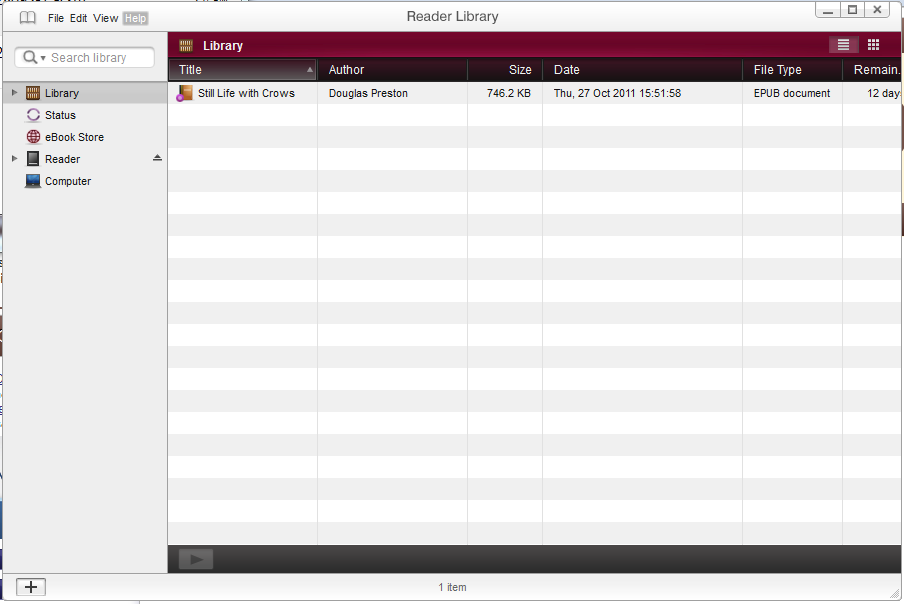 Reader Library
File Edit View Help
Search library
Library
Status
eBook Store
Reader
Computer
Library
Title Author Size Date File Type Remain.
Still Life with Crows Douglas Preston 746.2 KB Thu, 27 Oct 2011 15:51:58 EPUB document 12 day
1 item